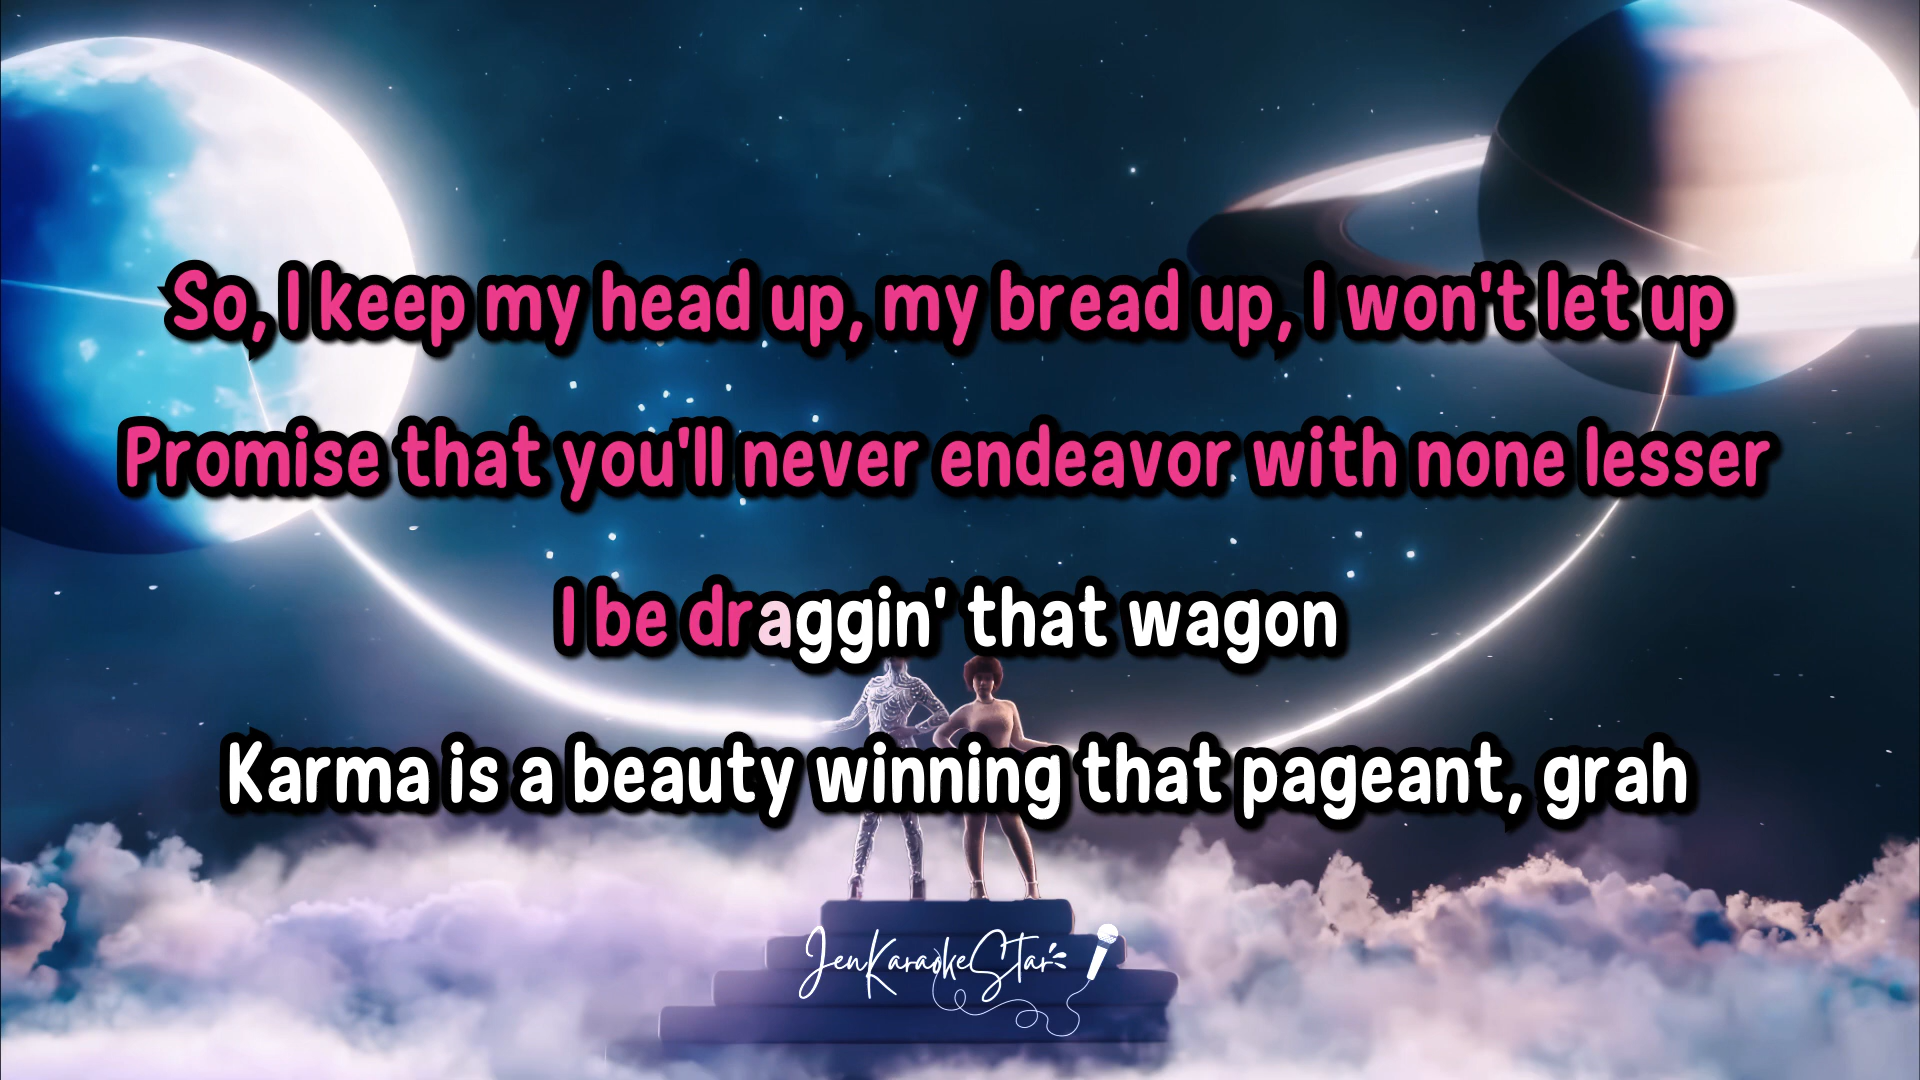 So, I keep my head up, my bread up, I won't let up
Promise that you'll never endeavor with none lesser
I be draggin' that wagon
Karma is a beauty winning that pageant, grah
JenKaraokeStar